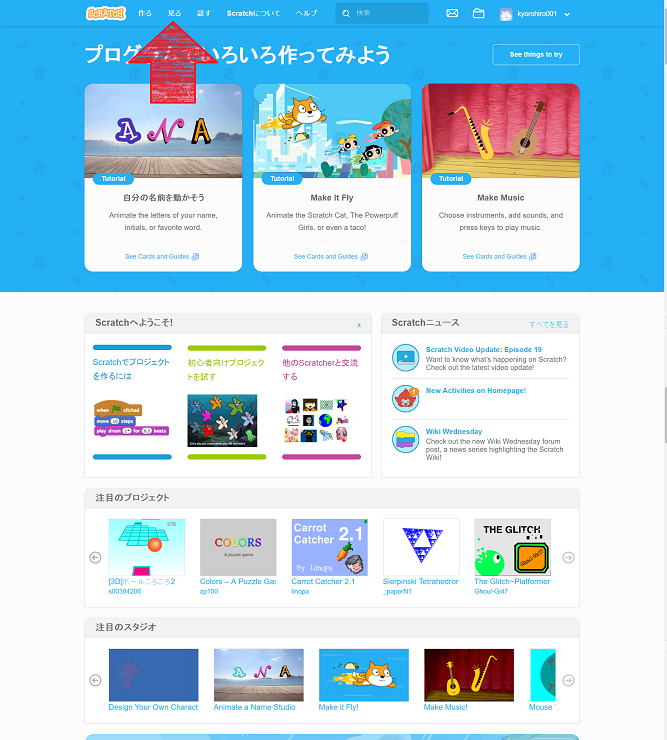 SCRATCH 作る 見る 話す Scratchについて ヘルプ 検索 kyorohiro001
いろいろ作ってみよう
See things to try
Tutorial
自分の名前を動かそう
Animate the letters of your name,
initials, or favorite word.
See Cards and Guides
Tutorial
Make It Fly
Animate the Scratch Cat, The Powerpuff
Girls, or even a taco!
See Cards and Guides
Tutorial
Make Music
Choose instruments, add sounds, and
press keys to play music.
See Cards and Guides
Scratchへようこそ!
x
Scratchでプロジェクト
を作るには
when clicked
move 10 steps
play drum 1 for 0.2 beats
初心者向けプロジェク
トを試す
他のScratcherと交流
する
Scratchニュース
すべてを見る
Scratch Video Update: Episode 19
Want to know what's happening on Scratch?
Check out the latest video update!
New Activities on Homepage!
Wiki Wednesday
Check out the new Wiki Wednesday forum
post, a news series highlighting the Scratch
Wiki!
注目のプロジェクト
[3D]ボールころころ2
s00384206
COLORS
A puzzle game
Colors – A Puzzle Gam
zp100
Carrot
Catcher 2.1
By Linopa
Carrot Catcher 2.1
linopa
Sierpinski Tetrahedror
_paperN1
THE GLITCH
Carrot Catcher 2.1
The Glitch~Platformer
Ghoul-Girl7
注目のスタジオ
Design Your Own Charact
ANA
Animate a Name Studio
Make it Fly!
Make Music!
Mouse